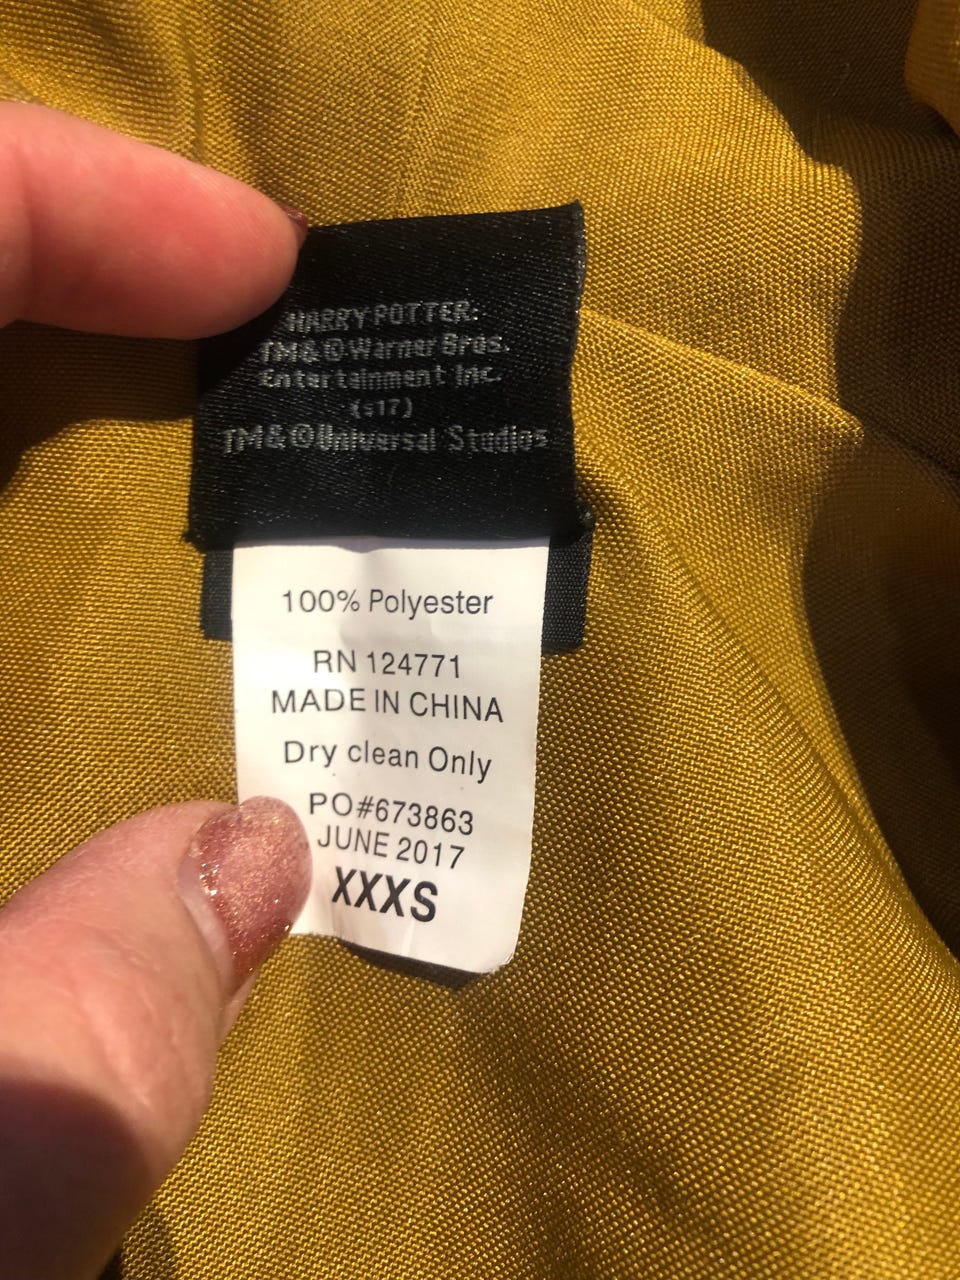 HARRY POTTER:
TM & © Warner Bros.
Entertainment Inc.
(s17)
TM & © Universal Studios
100% Polyester
RN 124771
MADE IN CHINA
Dry clean Only
PO#673863
JUNE 2017
XXXS